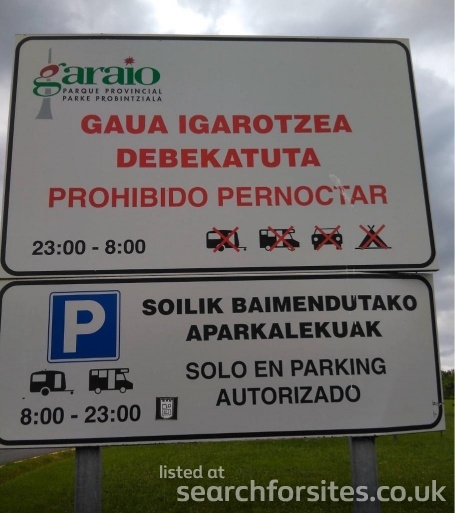 garaio
PARQUE PROVINCIAL
PARKE PROBINTZIALA
GAUA IGAROTZEA
DEBEKATUTA
PROHIBIDO PERNOCTAR
23:00 - 8:00
P
SOILIK BAIMENDUTAKO
APARKALEKUAK
SOLO EN PARKING
AUTORIZADO
8:00 - 23:00
listed at
searchforsites.co.uk